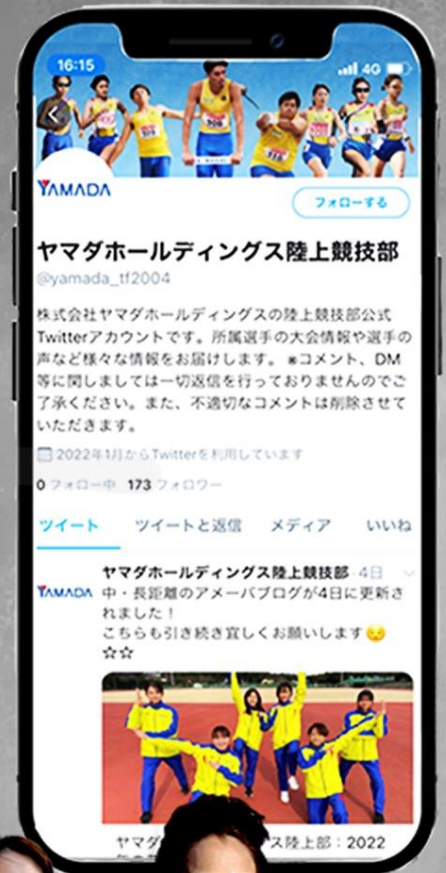 16:15
4G
YAMADA
フォローする
ヤマダホールディングス陸上競技部
@yamada_tf2004
株式会社ヤマダホールディングスの陸上競技部公式
Twitterアカウントです。所属選手の大会情報や選手の
声など様々な情報をお届けします。※コメント、DM
等に関しましては一切返信を行っておりませんのでご
了承ください。また、不適切なコメントは削除させて
いただきます。
2022年1月からTwitterを利用しています
0 フォロー中 173 フォロワー
ツイート ツイートと返信 メディア いいね
ヤマダホールディングス陸上競技部·4日
YAMADA
中・長距離のアメーバブログが4日に更新さ
れました！
こちらも引き続き宜しくお願いします😌
☆☆
ス陸上部：2022